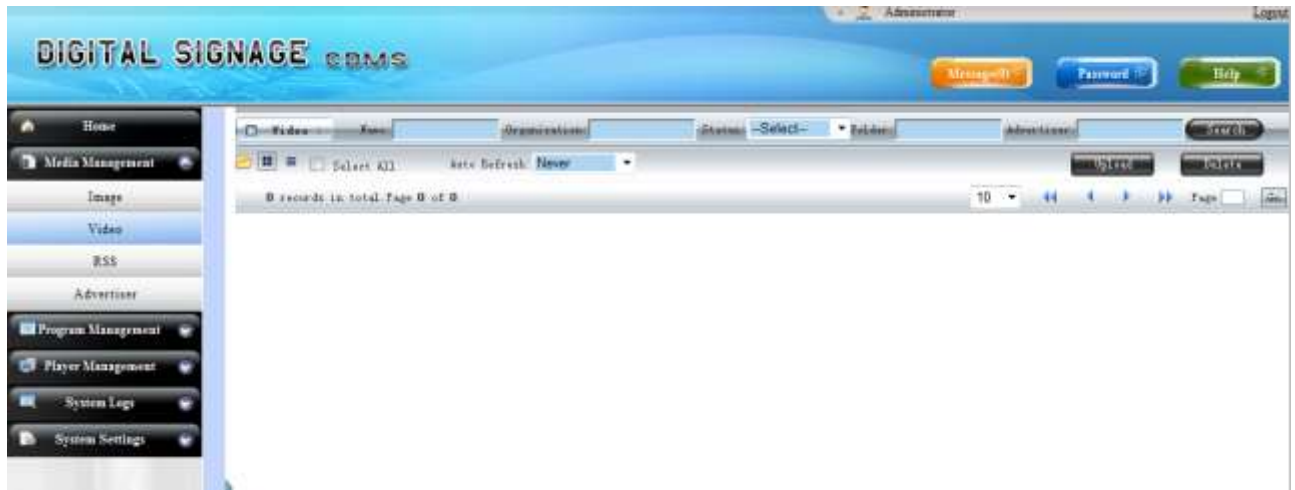 Administrator Logout
DIGITAL SIGNAGE CDMS
Message(0) Password Help
Home
Video Name: Organization: Status: --Select-- Folder: Advertiser: Search
Media Management
Select All Auto Refresh Never Upload Delete
Image
0 records in total Page 0 of 0 10 Page
Video
RSS
Advertiser
Program Management
Player Management
System Logs
System Settings